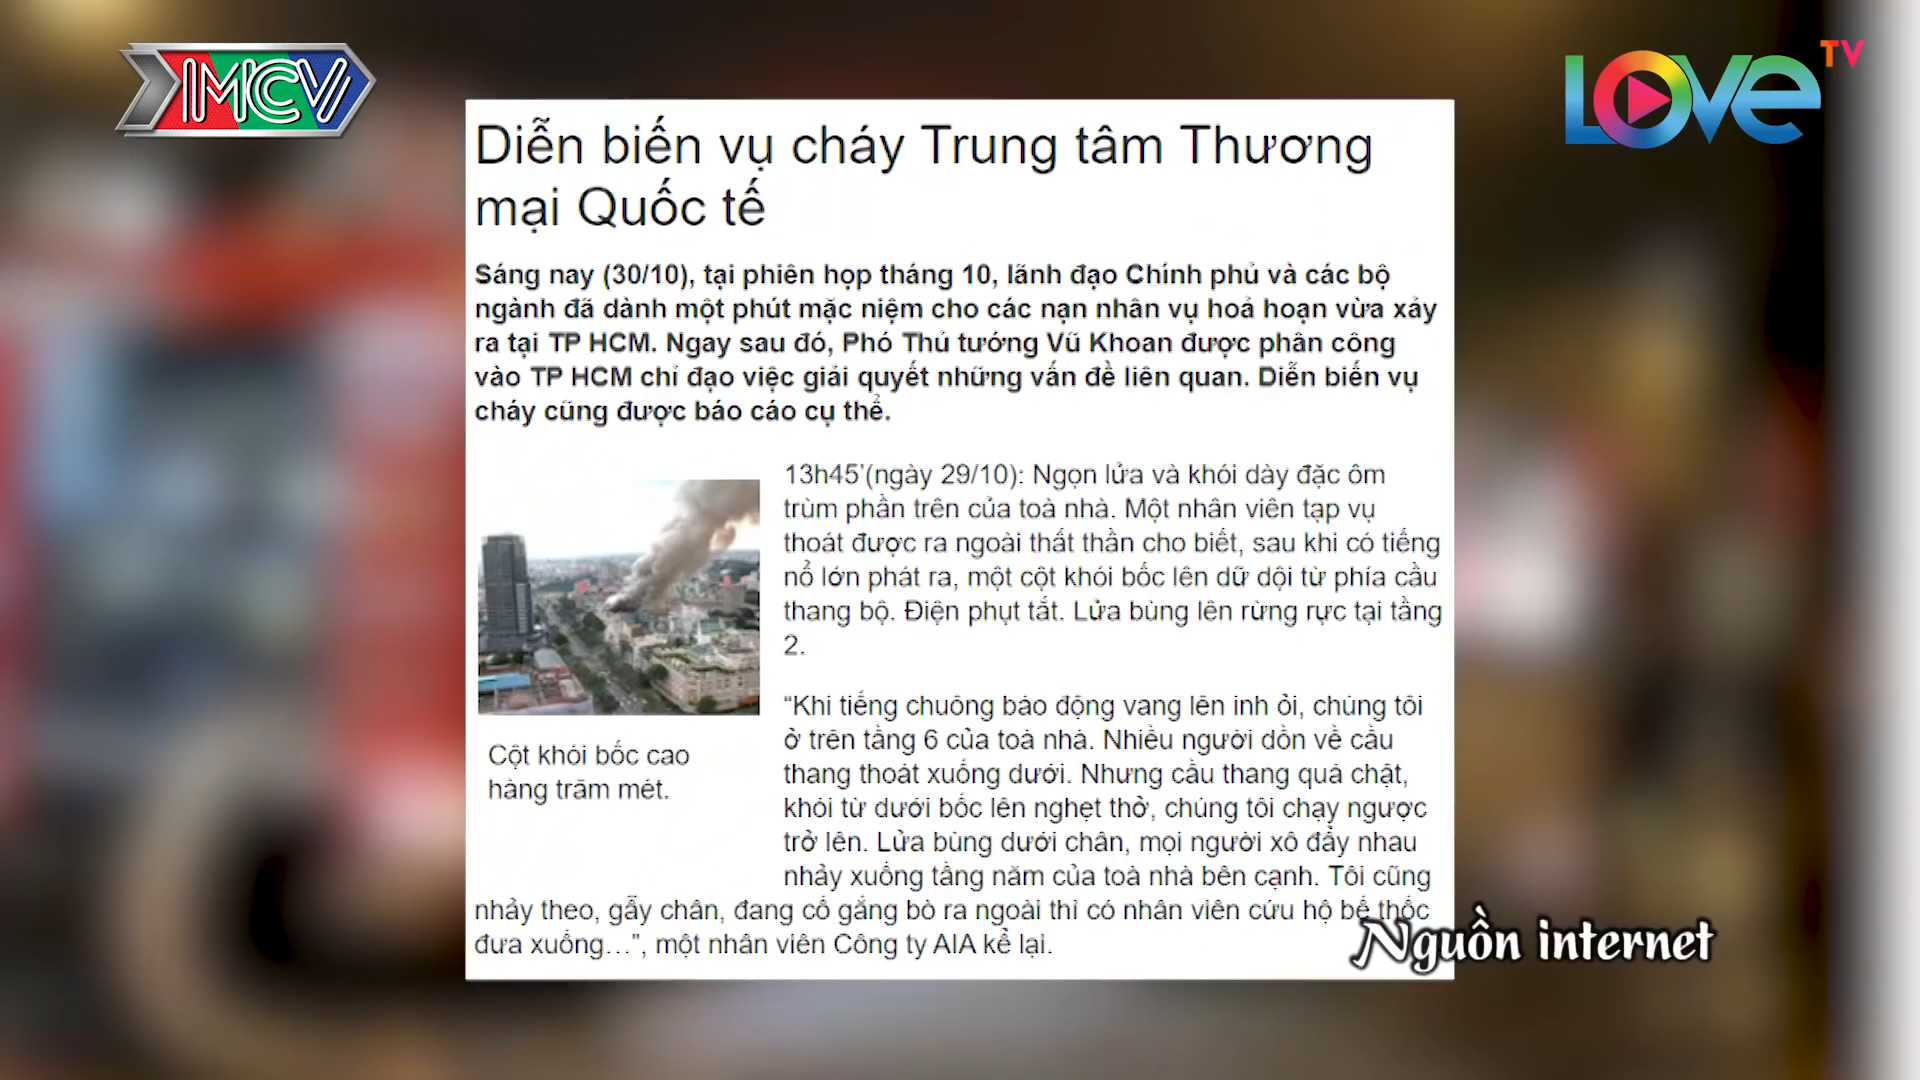 MCV
LOVE TV
Diễn biến vụ cháy Trung tâm Thương
mại Quốc tế
Sáng nay (30/10), tại phiên họp tháng 10, lãnh đạo Chính phủ và các bộ
ngành đã dành một phút mặc niệm cho các nạn nhân vụ hoả hoạn vừa xảy
ra tại TP HCM. Ngay sau đó, Phó Thủ tướng Vũ Khoan được phân công
vào TP HCM chỉ đạo việc giải quyết những vấn đề liên quan. Diễn biến vụ
cháy cũng được báo cáo cụ thể.
13h45'(ngày 29/10): Ngọn lửa và khói dày đặc ôm
trùm phần trên của toà nhà. Một nhân viên tạp vụ
thoát được ra ngoài thất thần cho biết, sau khi có tiếng
nổ lớn phát ra, một cột khói bốc lên dữ dội từ phía cầu
thang bộ. Điện phụt tắt. Lửa bùng lên rừng rực tại tầng
2.
Cột khói bốc cao
hàng trăm mét.
“Khi tiếng chuông báo động vang lên inh ỏi, chúng tôi
ở trên tầng 6 của toà nhà. Nhiều người dồn về cầu
thang thoát xuống dưới. Nhưng cầu thang quá chật,
khói từ dưới bốc lên nghẹt thở, chúng tôi chạy ngược
trở lên. Lửa bùng dưới chân, mọi người xô đẩy nhau
nhảy xuống tầng năm của toà nhà bên cạnh. Tôi cũng
nhảy theo, gẫy chân, đang cố gắng bò ra ngoài thì có nhân viên cứu hộ bế thốc
đưa xuống…”, một nhân viên Công ty AIA kể lại.
Nguồn internet